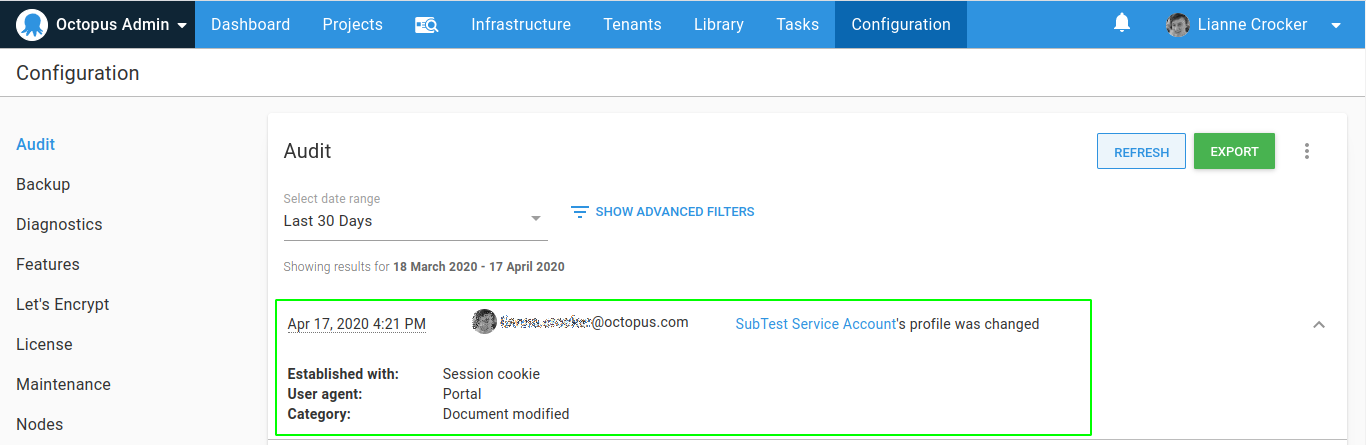 Octopus Admin Dashboard Projects Infrastructure Tenants Library Tasks Configuration Lianne Crocker
Configuration
Audit
Backup
Diagnostics
Features
Let's Encrypt
License
Maintenance
Nodes
Audit
REFRESH EXPORT
Select date range
Last 30 Days
SHOW ADVANCED FILTERS
Showing results for 18 March 2020 - 17 April 2020
Apr 17, 2020 4:21 PM @octopus.com SubTest Service Account's profile was changed
Established with: Session cookie
User agent: Portal
Category: Document modified